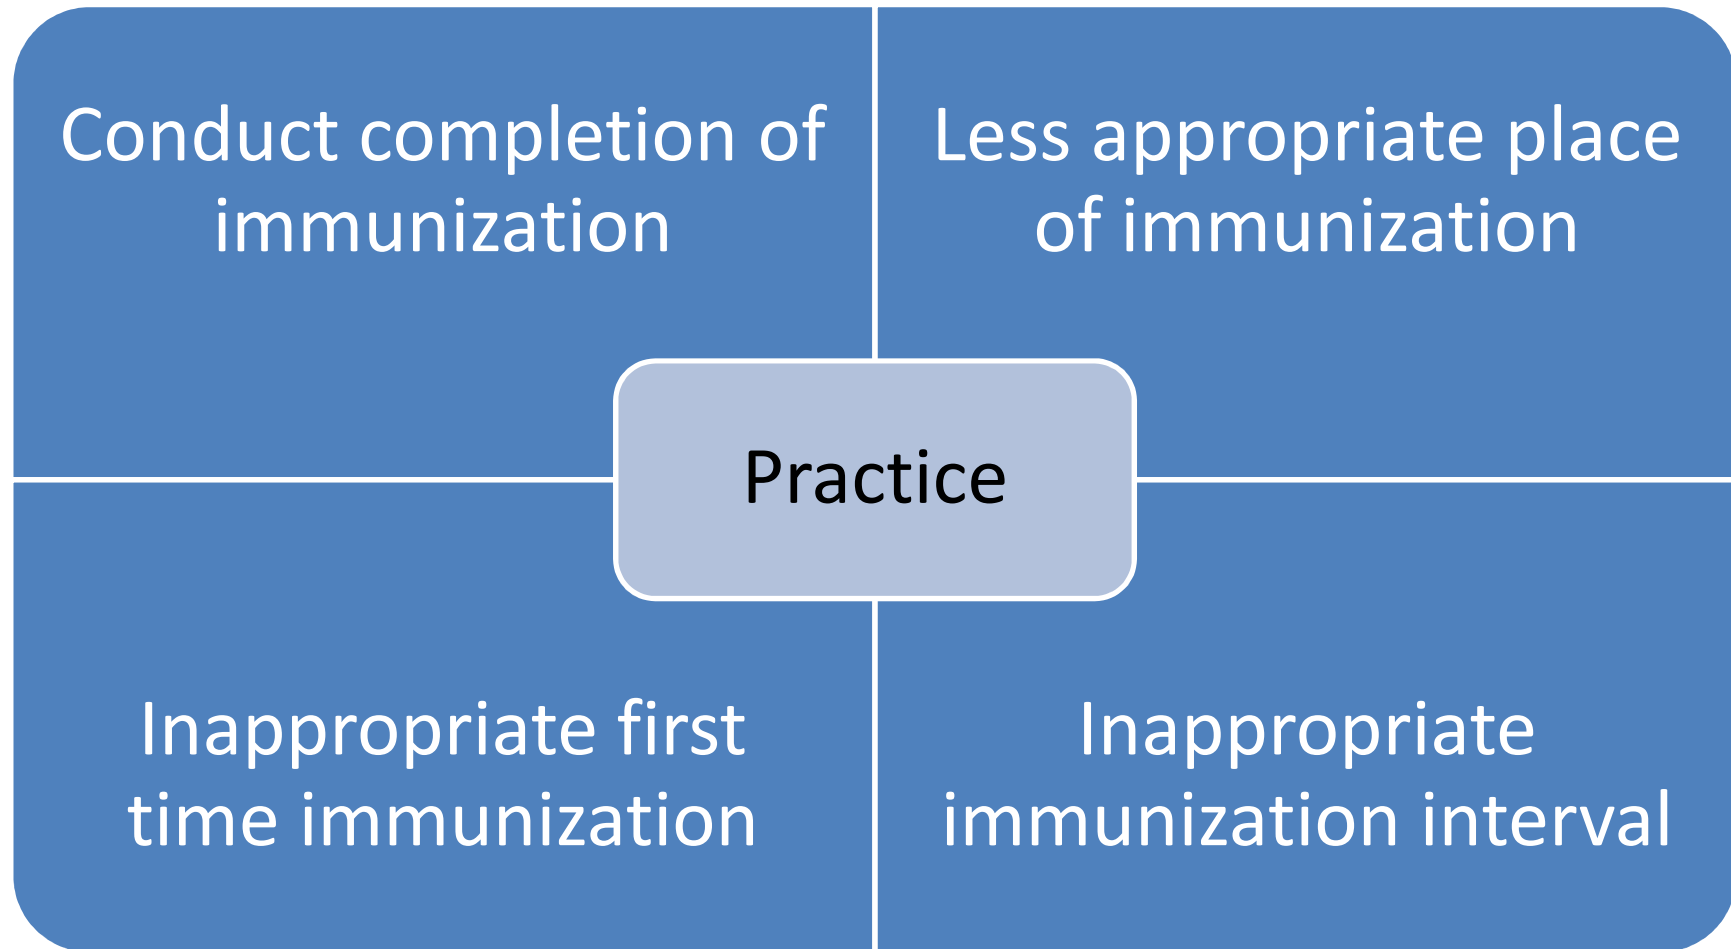 Conduct completion of
immunization
Less appropriate place
of immunization
Practice
Inappropriate first
time immunization
Inappropriate
immunization interval